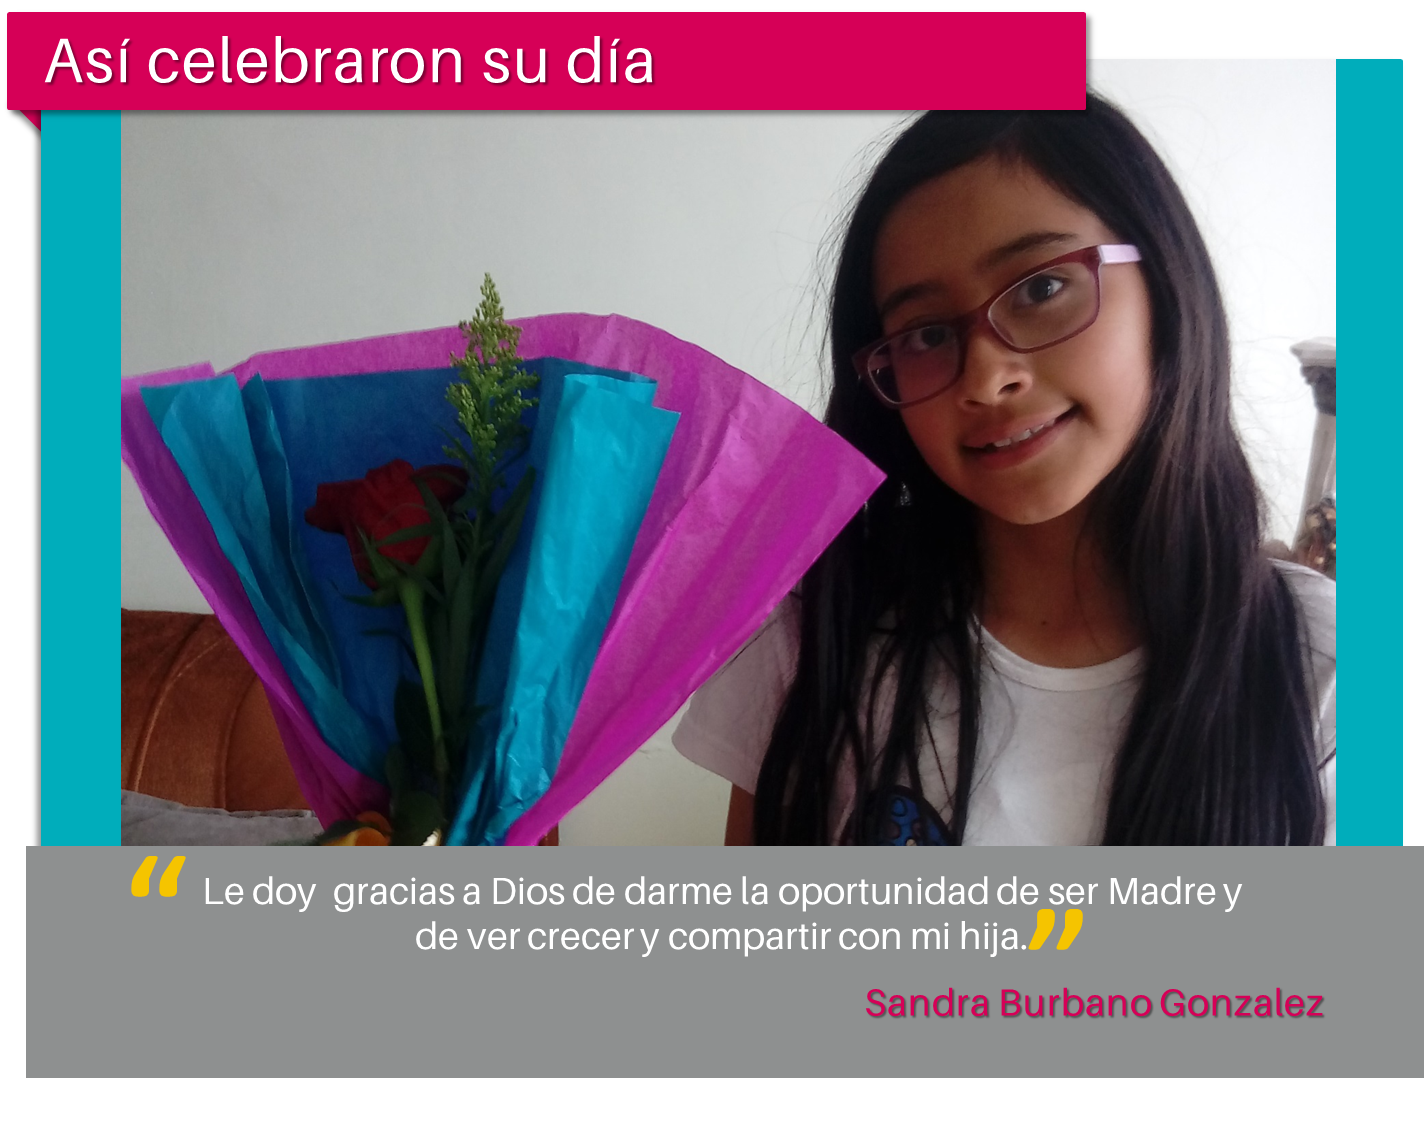 Así celebraron su día
“ Le doy gracias a Dios de darme la oportunidad de ser Madre y
de ver crecer y compartir con mi hija.”
Sandra Burbano Gonzalez